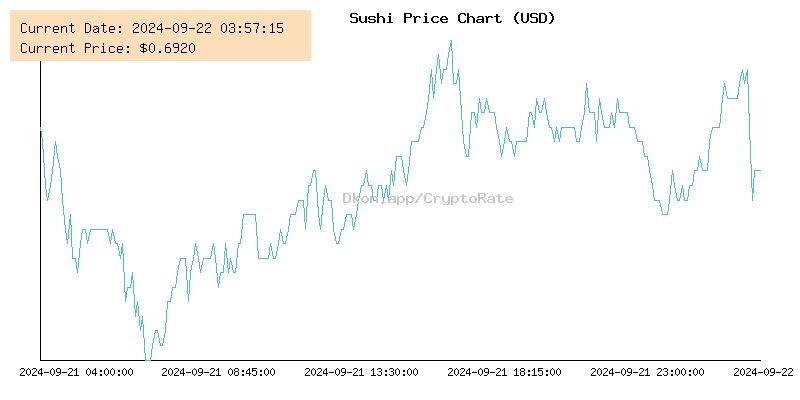 Sushi Price Chart (USD)
Current Date: 2024-09-22 03:57:15
Current Price: $0.6920
Dkon.app/CryptoRate
2024-09-21 04:00:00 2024-09-21 08:45:00 2024-09-21 13:30:00 2024-09-21 18:15:00 2024-09-21 23:00:00 2024-09-22